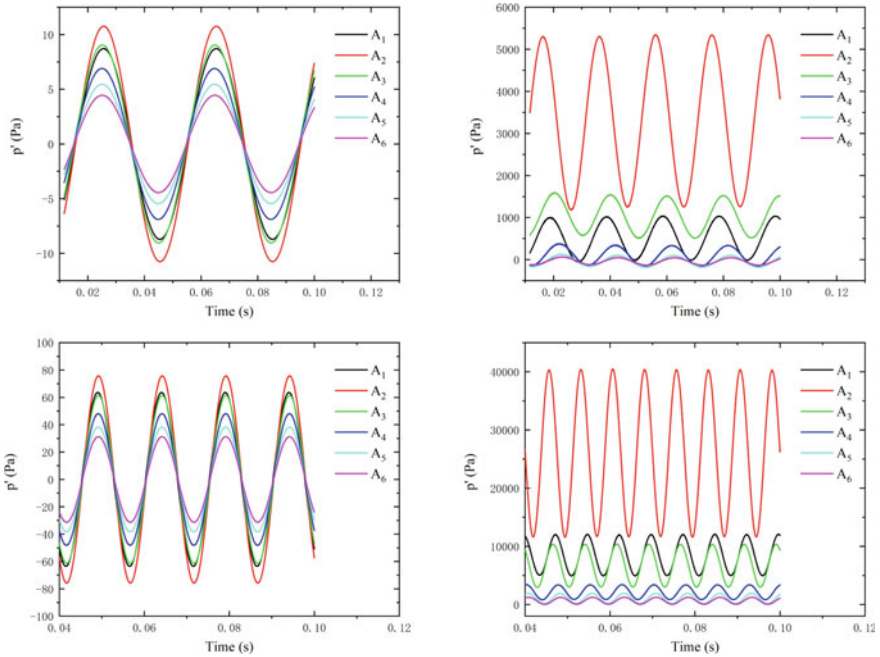 10
5
0
-5
-10
p' (Pa)
0.02 0.04 0.06 0.08 0.10 0.12
Time (s)
A1
A2
A3
A4
A5
A6
6000
5000
4000
3000
2000
1000
0
p' (Pa)
0.02 0.04 0.06 0.08 0.10 0.12
Time (s)
A1
A2
A3
A4
A5
A6
100
80
60
40
20
0
-20
-40
-60
-80
-100
p' (Pa)
0.04 0.06 0.08 0.10 0.12
Time (s)
A1
A2
A3
A4
A5
A6
40000
30000
20000
10000
0
p' (Pa)
0.04 0.06 0.08 0.10 0.12
Time (s)
A1
A2
A3
A4
A5
A6